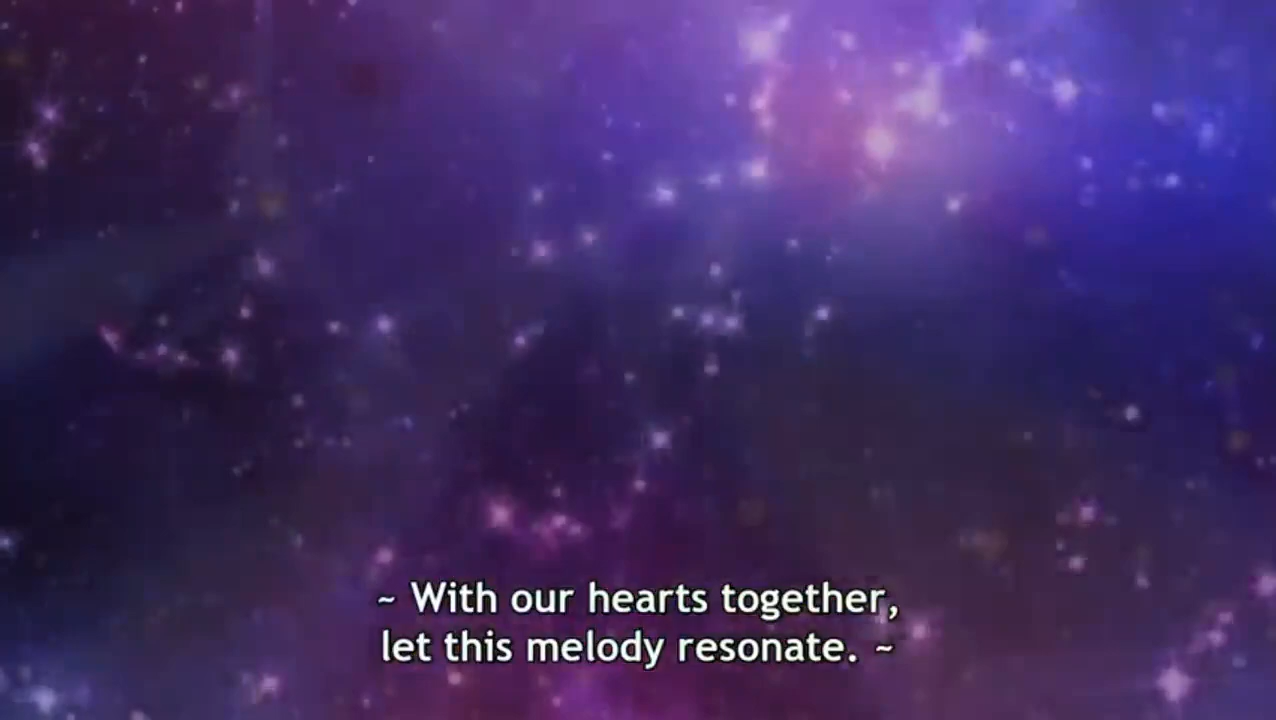 ~ With our hearts together,
let this melody resonate. ~